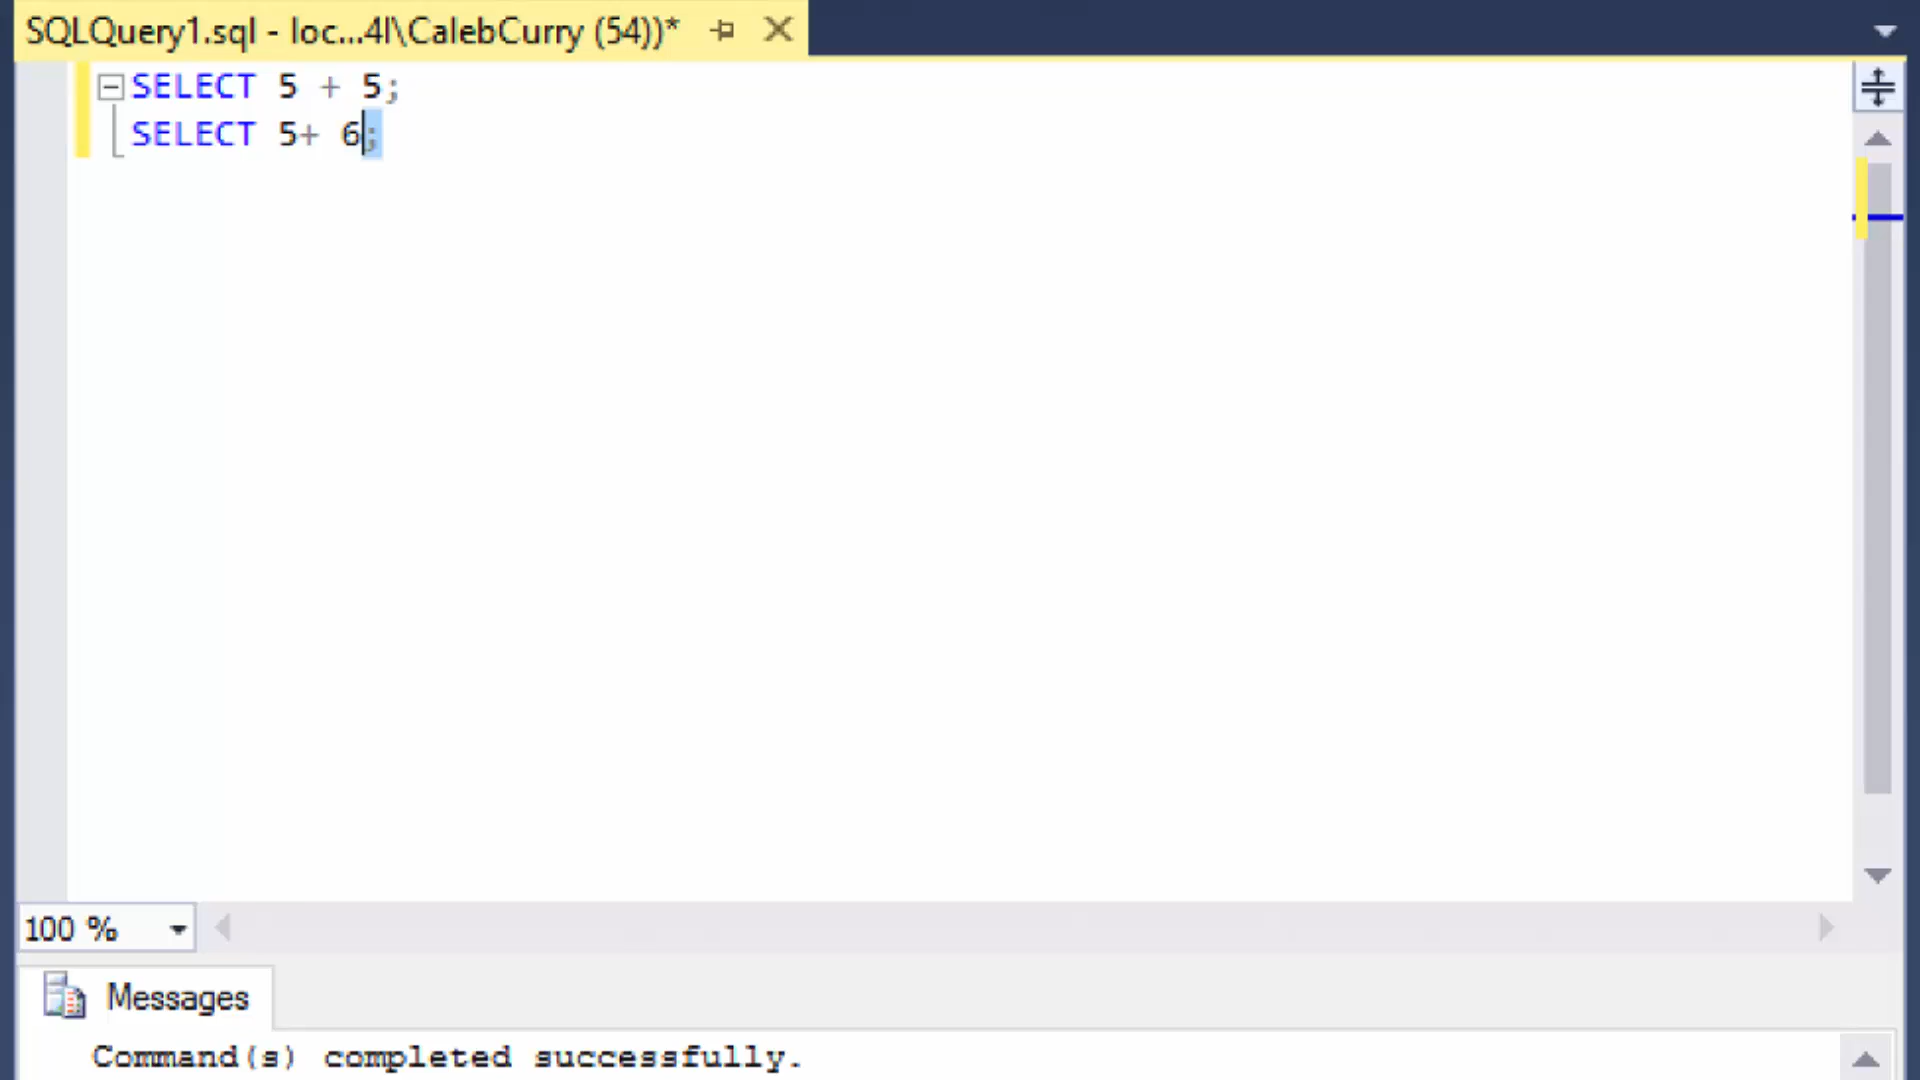 SQLQuery1.sql - loc...4l\CalebCurry (54))*
SELECT 5 + 5;
SELECT 5+ 6;
100 %
Messages
Command(s) completed successfully.